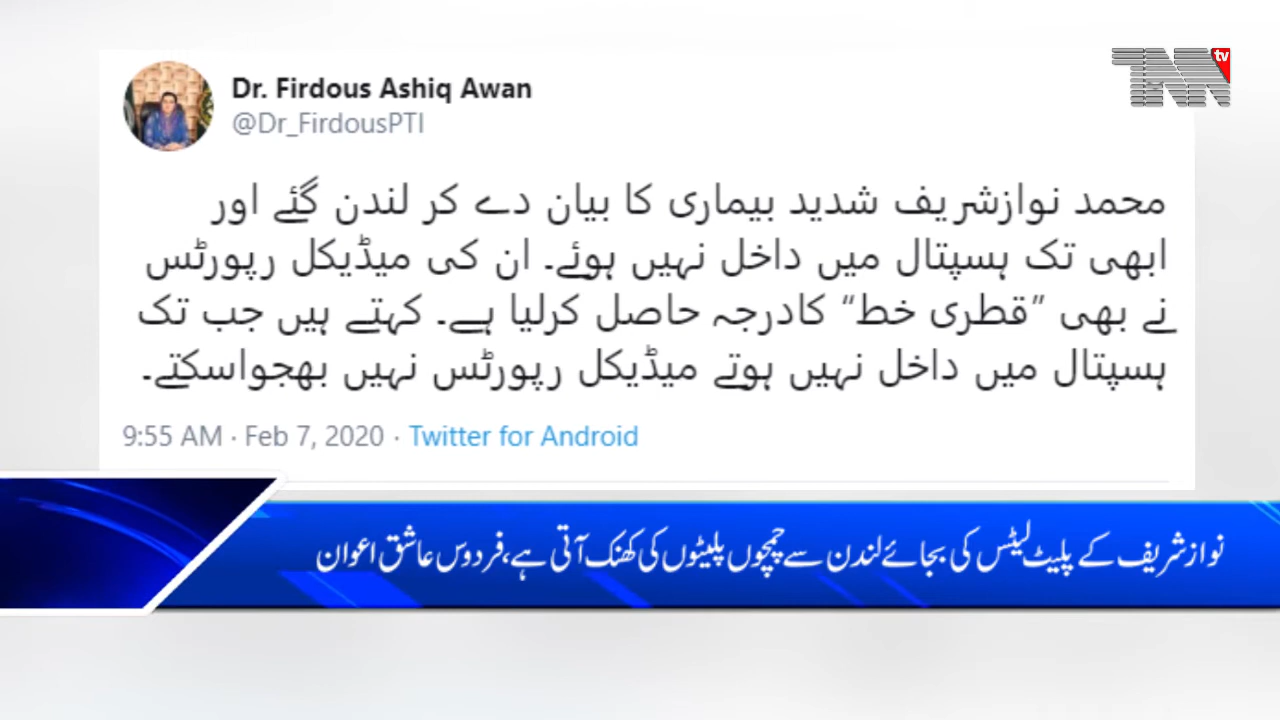 TNN tv
Dr. Firdous Ashiq Awan
@Dr_FirdousPTI
محمد نوازشریف شدید بیماری کا بیان دے کر لندن گئے اور
ابھی تک ہسپتال میں داخل نہیں ہوئے۔ ان کی میڈیکل رپورٹس
نے بھی ”قطری خط“ کادرجہ حاصل کرلیا ہے۔ کہتے ہیں جب تک
ہسپتال میں داخل نہیں ہوتے میڈیکل رپورٹس نہیں بھجواسکتے۔
9:55 AM · Feb 7, 2020 · Twitter for Android
نوازشریف کے پلیٹ لیٹس کی بجائے لندن سے چمچوں پلیٹوں کی کھنک آتی ہے،فردوس عاشق اعوان